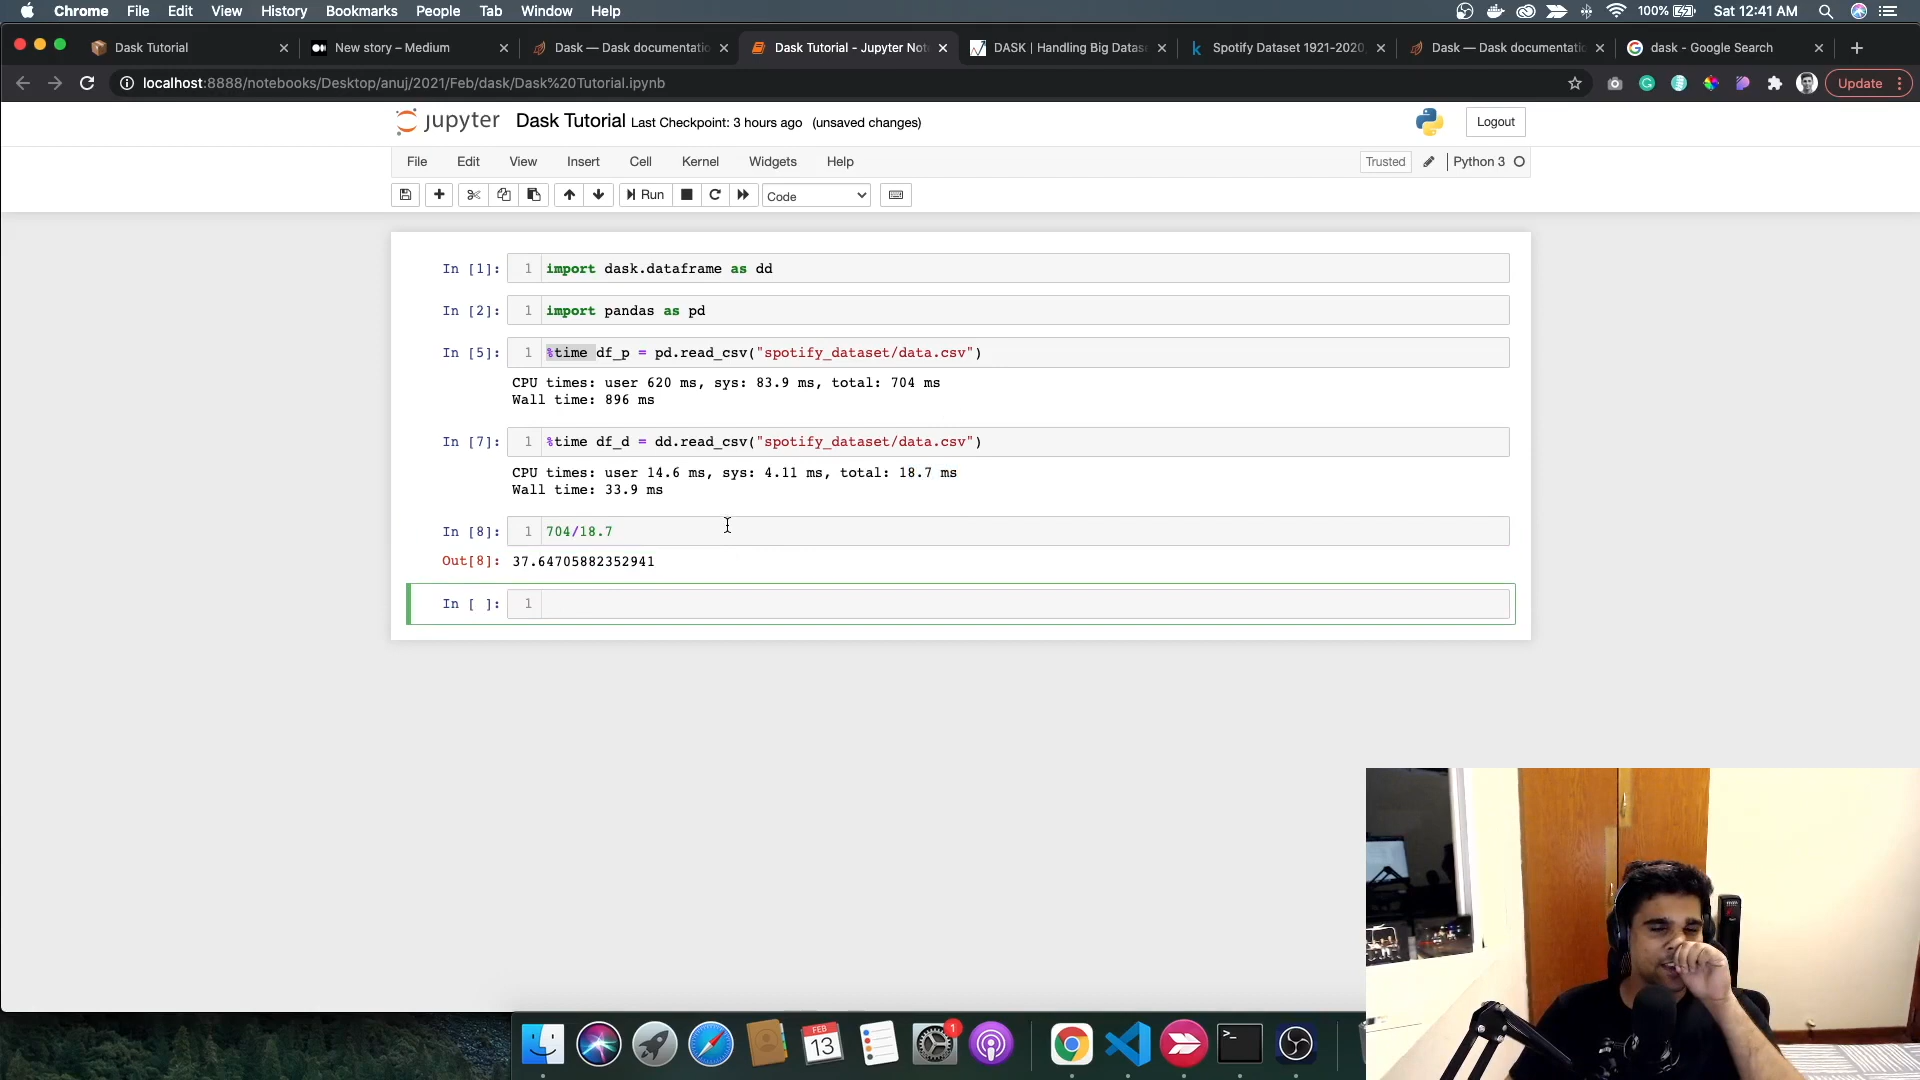 Chrome File Edit View History Bookmarks People Tab Window Help 100% Sat 12:41 AM
Dask Tutorial New story – Medium Dask — Dask documentatio Dask Tutorial - Jupyter Not DASK | Handling Big Datas Spotify Dataset 1921-2020, Dask — Dask documentatio dask - Google Search
localhost:8888/notebooks/Desktop/anuj/2021/Feb/dask/Dask%20Tutorial.ipynb Update
jupyter Dask Tutorial Last Checkpoint: 3 hours ago (unsaved changes) Logout
File Edit View Insert Cell Kernel Widgets Help Trusted Python 3
Run Code
In [1]: 1 import dask.dataframe as dd
In [2]: 1 import pandas as pd
In [5]: 1 %time df_p = pd.read_csv("spotify_dataset/data.csv")
CPU times: user 620 ms, sys: 83.9 ms, total: 704 ms
Wall time: 896 ms
In [7]: 1 %time df_d = dd.read_csv("spotify_dataset/data.csv")
CPU times: user 14.6 ms, sys: 4.11 ms, total: 18.7 ms
Wall time: 33.9 ms
In [8]: 1 704/18.7
Out[8]: 37.64705882352941
In [ ]: 1
FEB
13
1